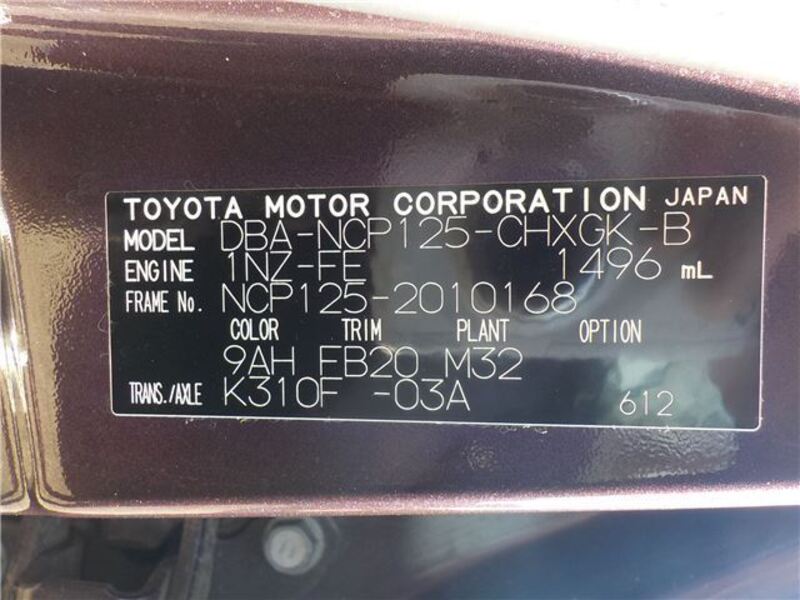 TOYOTA MOTOR CORPORATION JAPAN
MODEL DBA-NCP125-CHXGK-B
ENGINE 1NZ-FE 1496 mL
FRAME No. NCP125-2010168
COLOR TRIM PLANT OPTION
9AH FB20 M32
TRANS./AXLE K310F -03A 612